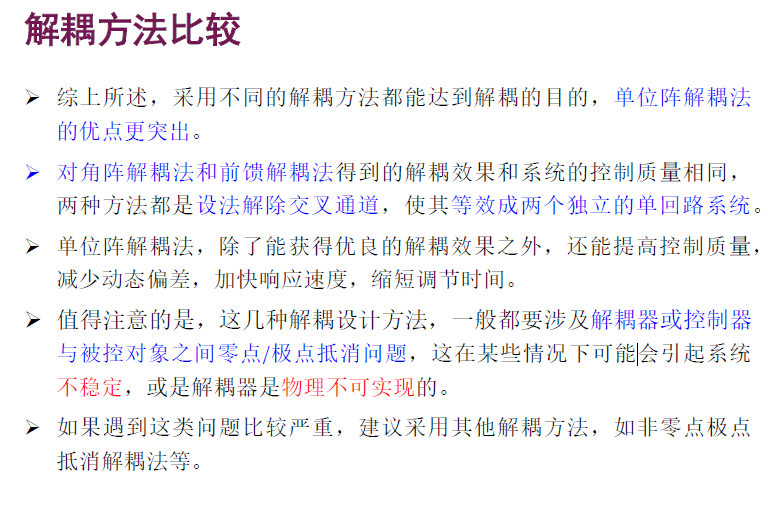 解耦方法比较
综上所述，采用不同的解耦方法都能达到解耦的目的，单位阵解耦法
的优点更突出。
对角阵解耦法和前馈解耦法得到的解耦效果和系统的控制质量相同，
两种方法都是设法解除交叉通道，使其等效成两个独立的单回路系统。
单位阵解耦法，除了能获得优良的解耦效果之外，还能提高控制质量，
减少动态偏差，加快响应速度，缩短调节时间。
值得注意的是，这几种解耦设计方法，一般都要涉及解耦器或控制器
与被控对象之间零点/极点抵消问题，这在某些情况下可能会引起系统
不稳定，或是解耦器是物理不可实现的。
如果遇到这类问题比较严重，建议采用其他解耦方法，如非零点极点
抵消解耦法等。